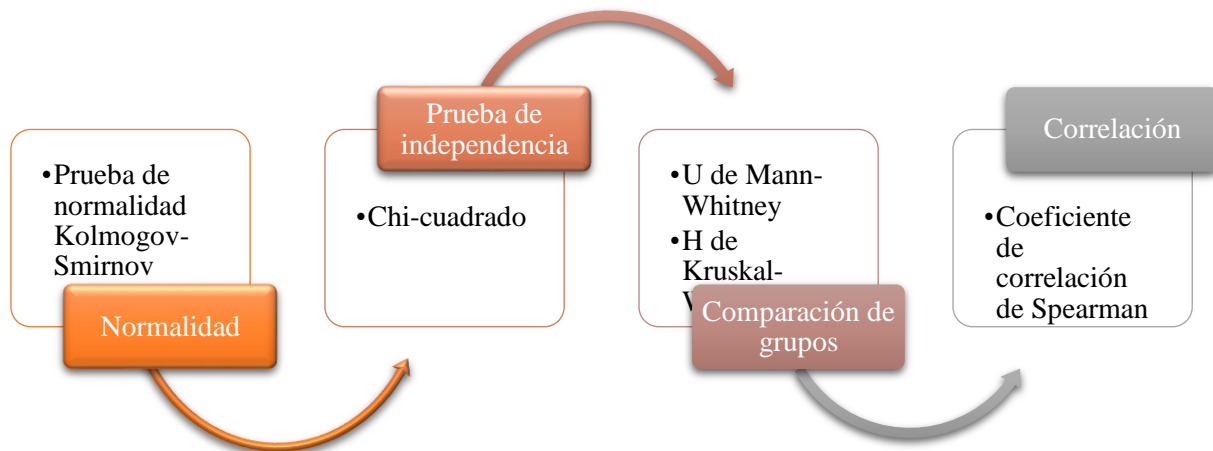 •Prueba de
normalidad
Kolmogov-
Smirnov
Normalidad
Prueba de
independencia
•Chi-cuadrado
•U de Mann-
Whitney
•H de
Kruskal-
Comparación de
grupos
Correlación
•Coeficiente
de
correlación
de Spearman